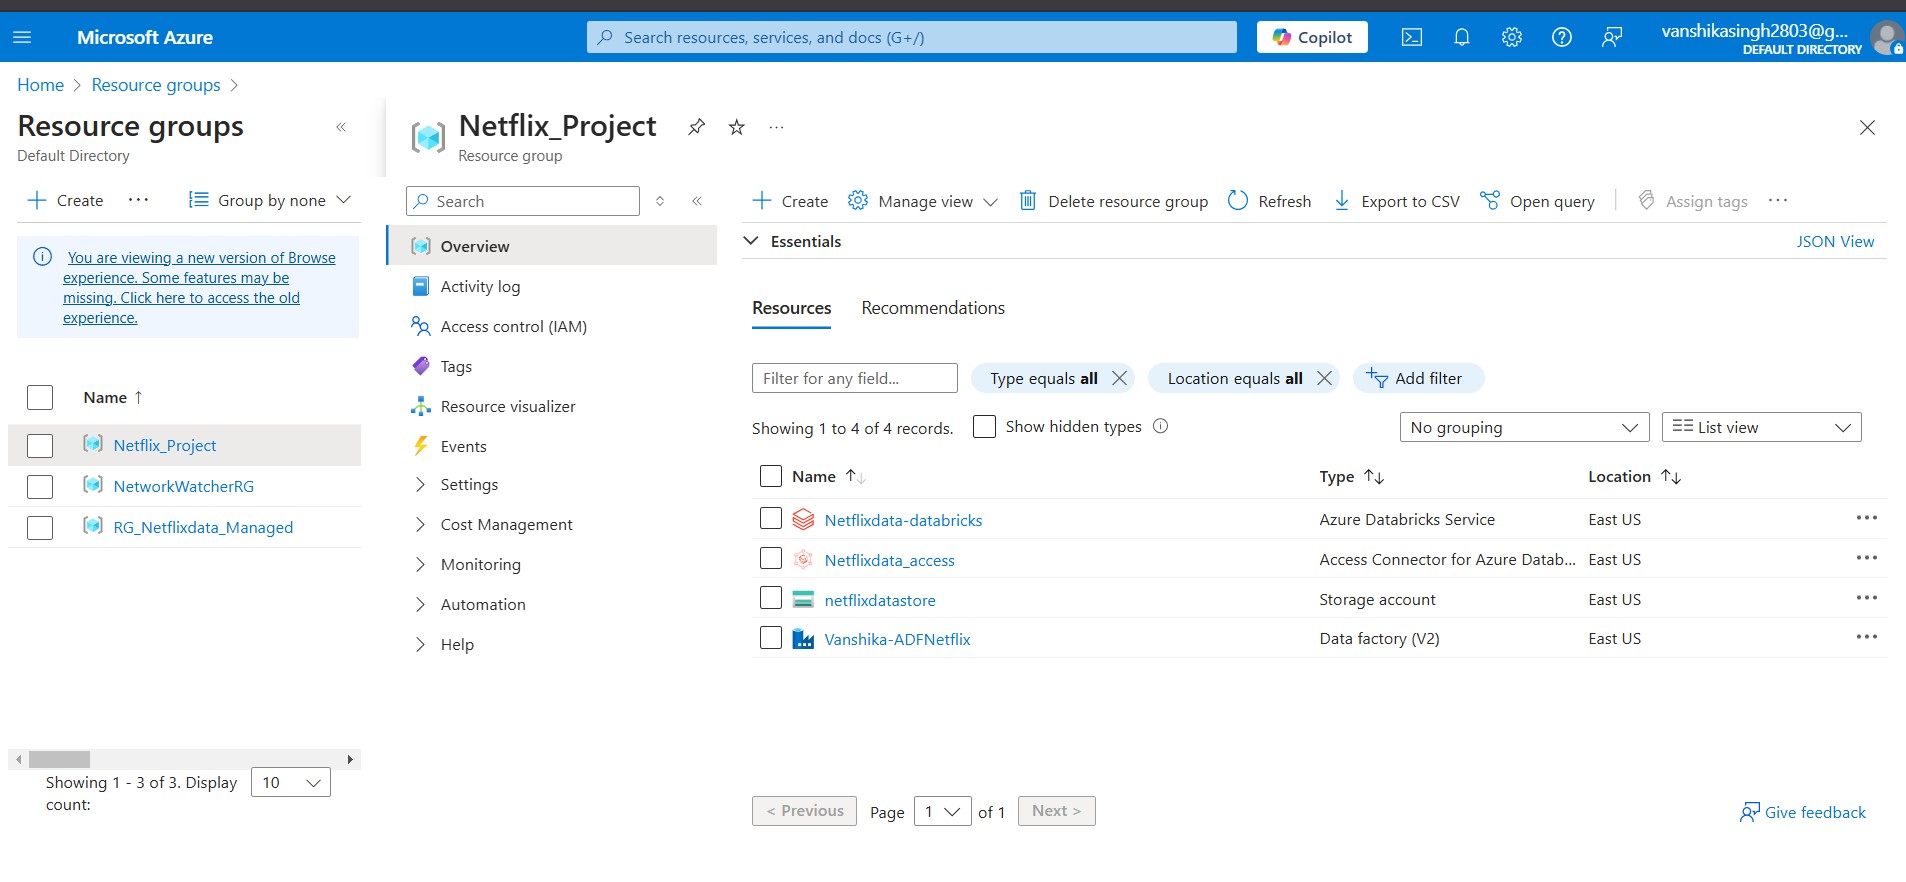 Microsoft Azure
Search resources, services, and docs (G+/)
Copilot
vanshikasingh2803@g...
DEFAULT DIRECTORY
Home > Resource groups >
Resource groups
Default Directory
Create
Group by none
You are viewing a new version of Browse
experience. Some features may be
missing. Click here to access the old
experience.
Name ↑
Netflix_Project
NetworkWatcherRG
RG_Netflixdata_Managed
Showing 1 - 3 of 3. Display
count:
10
Netflix_Project
Resource group
Search
Overview
Activity log
Access control (IAM)
Tags
Resource visualizer
Events
Settings
Cost Management
Monitoring
Automation
Help
Create
Manage view
Delete resource group
Refresh
Export to CSV
Open query
Assign tags
Essentials
JSON View
Resources
Recommendations
Filter for any field...
Type equals all
Location equals all
Add filter
Showing 1 to 4 of 4 records.
Show hidden types
No grouping
List view
Name ↑↓ Type ↑↓ Location ↑↓
Netflixdata-databricks Azure Databricks Service East US
Netflixdata_access Access Connector for Azure Datab... East US
netflixdatastore Storage account East US
Vanshika-ADFNetflix Data factory (V2) East US
< Previous Page 1 of 1 Next >
Give feedback